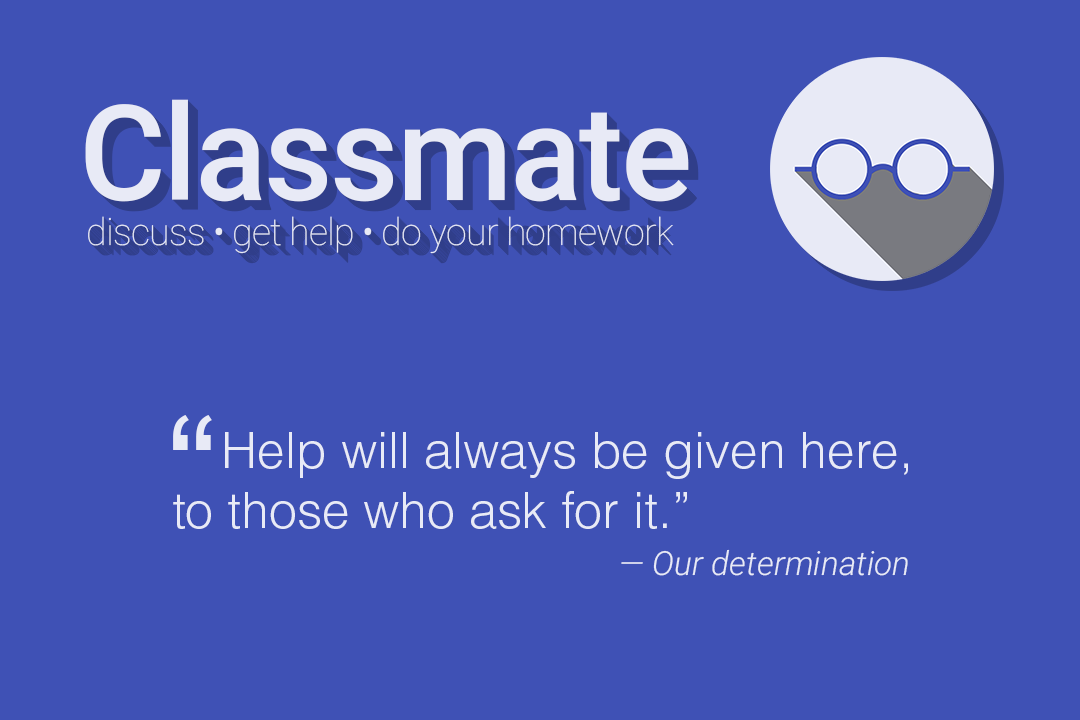 Classmate
discuss • get help • do your homework
“Help will always be given here,
to those who ask for it.”
— Our determination